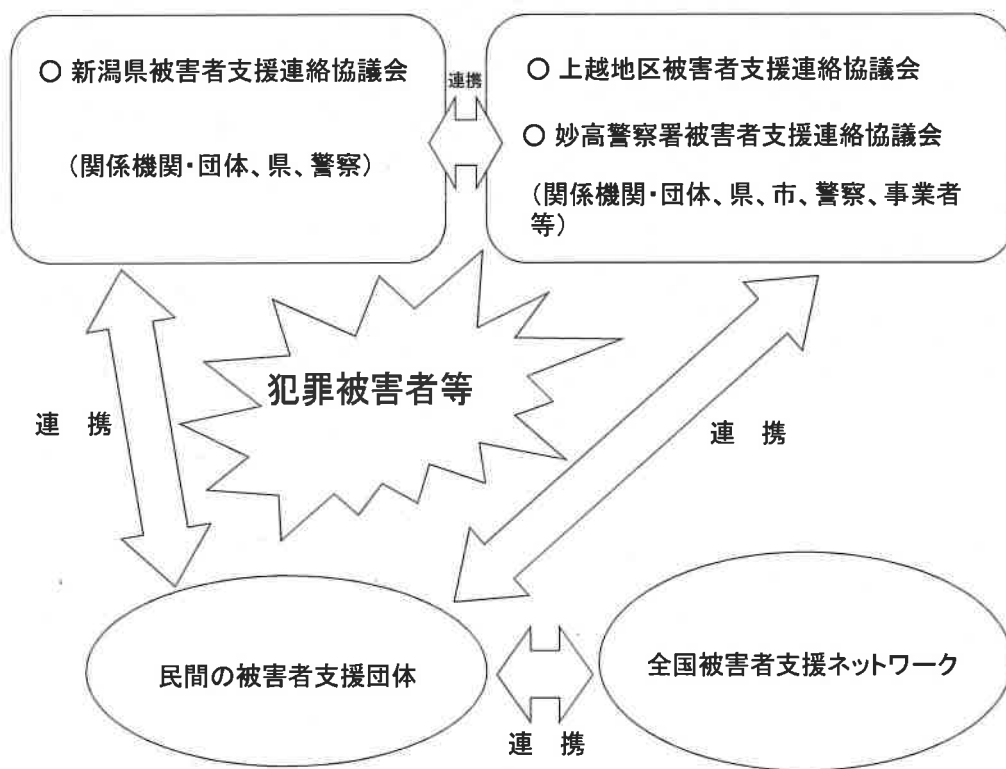 ○ 新潟県被害者支援連絡協議会
(関係機関・団体、県、警察)
連携
○ 上越地区被害者支援連絡協議会
○ 妙高警察署被害者支援連絡協議会
(関係機関・団体、県、市、警察、事業者
等)
犯罪被害者等
連 携
連 携
民間の被害者支援団体
全国被害者支援ネットワーク
連 携